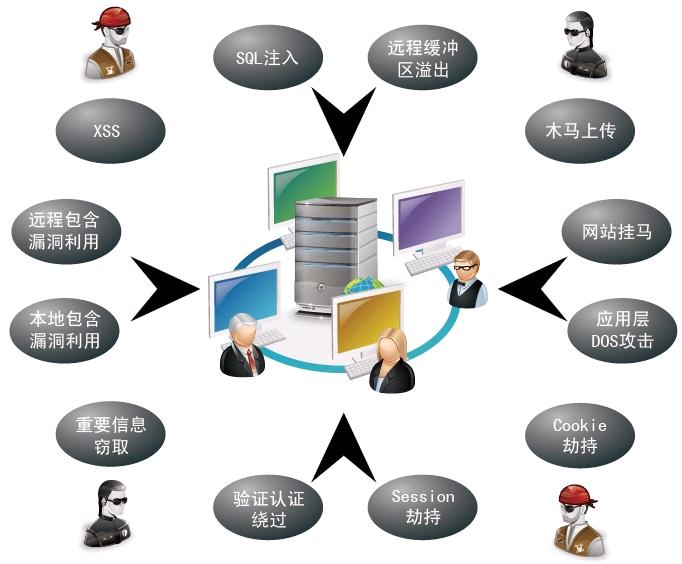 SQL注入
远程缓冲
区溢出
XSS
木马上传
远程包含
漏洞利用
网站挂马
本地包含
漏洞利用
应用层
DOS攻击
重要信息
窃取
Cookie
劫持
验证认证
绕过
Session
劫持